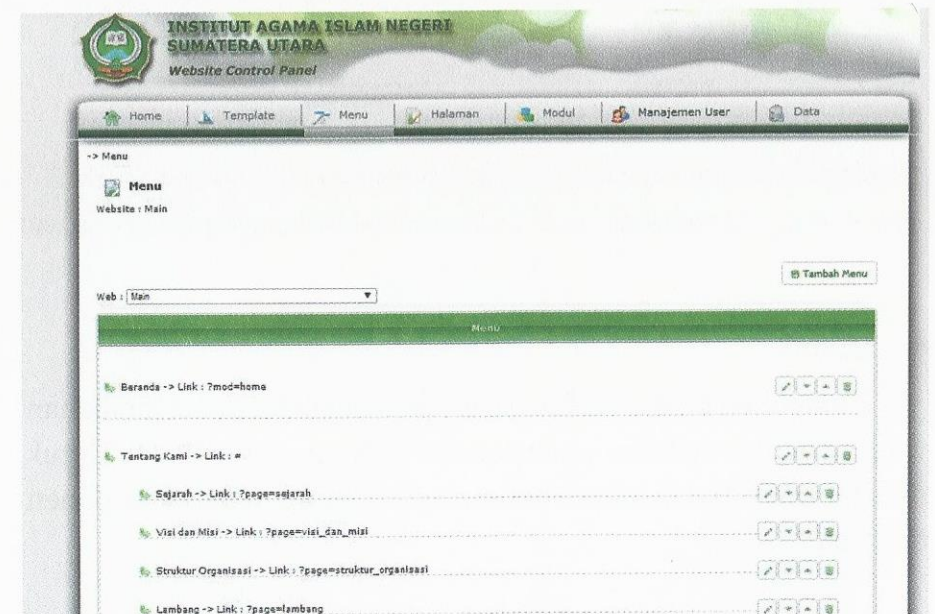 INSTITUT AGAMA ISLAM NEGERI
SUMATERA UTARA
Website Control Panel
Home Template Menu Halaman Modul Manajemen User Data
-> Menu
Menu
Website : Main
Tambah Menu
Web : Main
Menu
Beranda -> Link : ?mod=home
Tentang Kami -> Link : #
Sejarah -> Link : ?page=sejarah
Visi dan Misi -> Link : ?page=visi_dan_misi
Struktur Organisasi -> Link : ?page=struktur_organisasi
Lambang -> Link : ?page=lambang